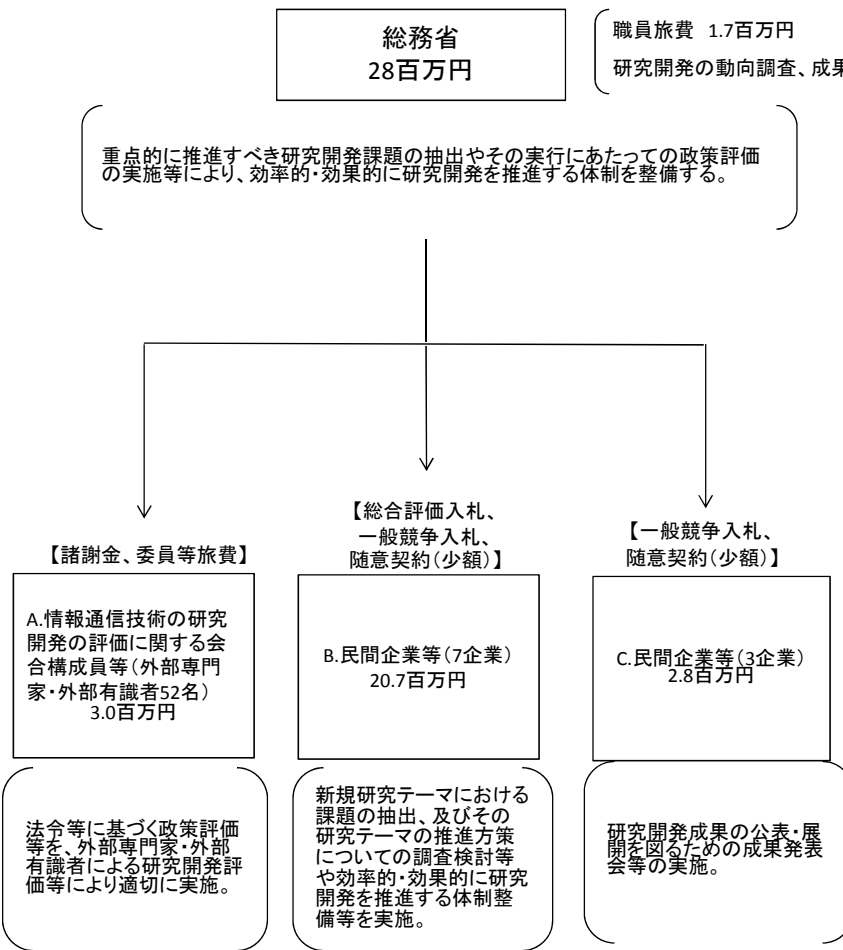 総務省
28百万円
職員旅費 1.7百万円
研究開発の動向調査、成果
重点的に推進すべき研究開発課題の抽出やその実行にあたっての政策評価
の実施等により、効率的・効果的に研究開発を推進する体制を整備する。
【諸謝金、委員等旅費】
A.情報通信技術の研究
開発の評価に関する会
合構成員等(外部専門
家・外部有識者52名)
3.0百万円
法令等に基づく政策評価
等を、外部専門家・外部
有識者による研究開発評
価等により適切に実施。
【総合評価入札、
一般競争入札、
随意契約(少額)】
B.民間企業等(7企業)
20.7百万円
新規研究テーマにおける
課題の抽出、及びその
研究テーマの推進方策
についての調査検討等
や効率的・効果的に研究
開発を推進する体制整
備等を実施。
【一般競争入札、
随意契約(少額)】
C.民間企業等(3企業)
2.8百万円
研究開発成果の公表・展
開を図るための成果発表
会等の実施。